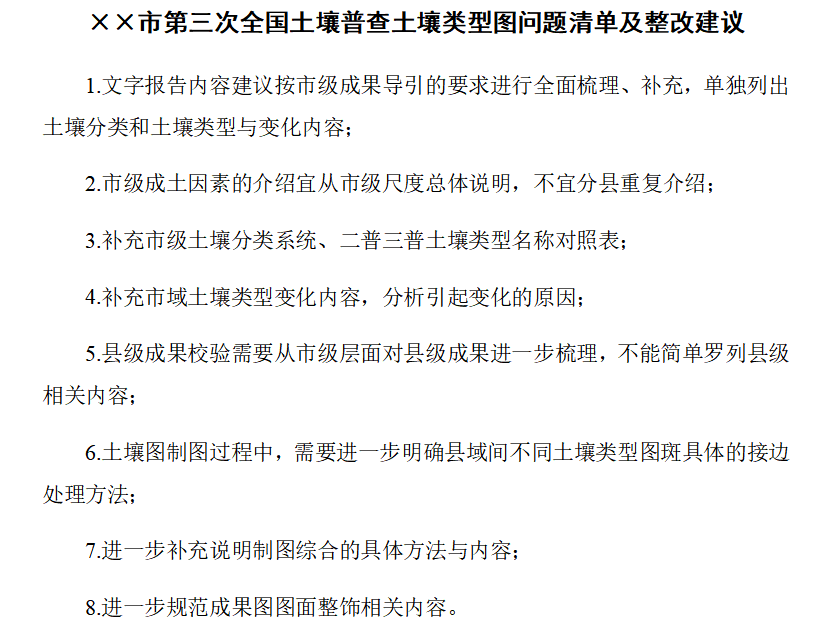 ××市第三次全国土壤普查土壤类型图问题清单及整改建议
1.文字报告内容建议按市级成果导引的要求进行全面梳理、补充，单独列出
土壤分类和土壤类型与变化内容；
2.市级成土因素的介绍宜从市级尺度总体说明，不宜分县重复介绍；
3.补充市级土壤分类系统、二普三普土壤类型名称对照表；
4.补充市域土壤类型变化内容，分析引起变化的原因；
5.县级成果校验需要从市级层面对县级成果进一步梳理，不能简单罗列县级
相关内容；
6.土壤图制图过程中，需要进一步明确县域间不同土壤类型图斑具体的接边
处理方法；
7.进一步补充说明制图综合的具体方法与内容；
8.进一步规范成果图图面整饰相关内容。